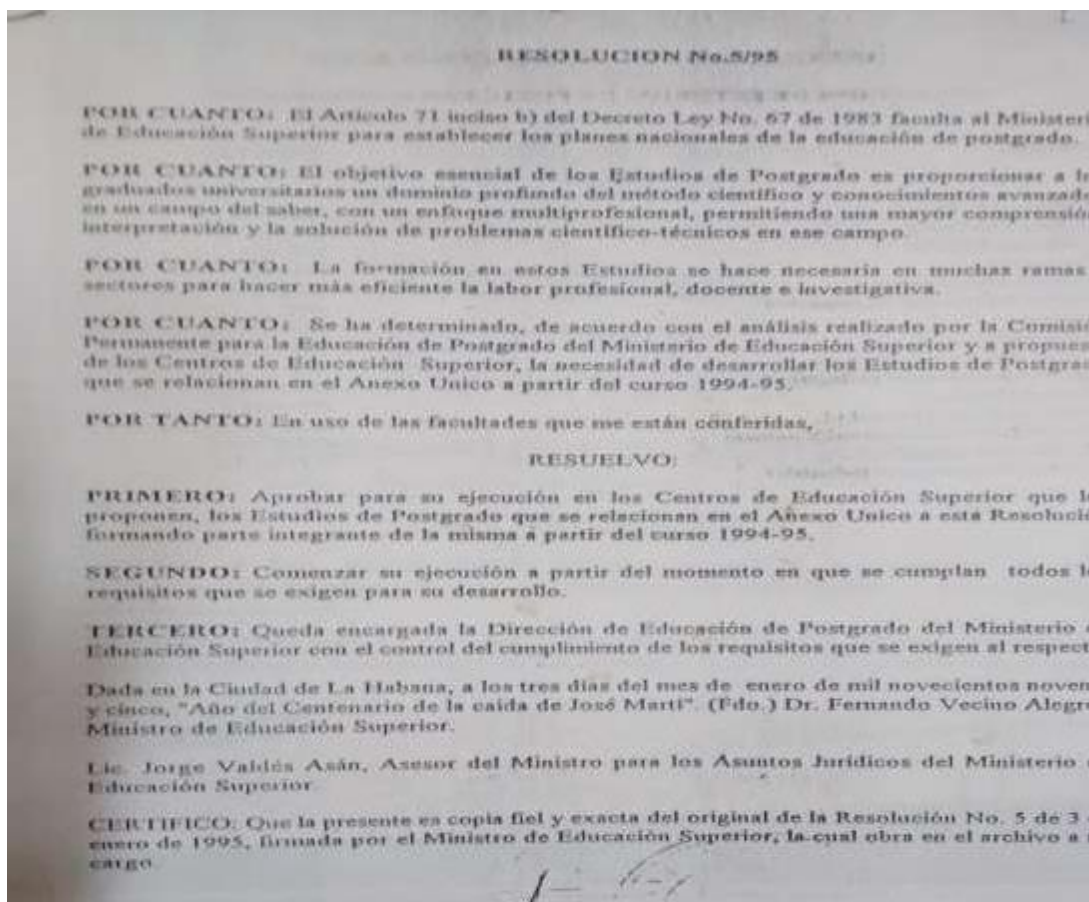 RESOLUCION No.5/95
POR CUANTO: El Artículo 71 inciso b) del Decreto Ley No. 67 de 1983 faculta al Ministeri
de Educación Superior para establecer los planes nacionales de la educación de postgrado.
POR CUANTO: El objetivo esencial de los Estudios de Postgrado es proporcionar a l
graduados universitarios un dominio profundo del método científico y conocimientos avanzad
en un campo del saber, con un enfoque multiprofesional, permitiendo una mayor comprensió
interpretación y la solución de problemas científico-técnicos en ese campo.
POR CUANTO: La formación en estos Estudios se hace necesaria en muchas ramas
sectores para hacer más eficiente la labor profesional, docente e investigativa.
POR CUANTO: Se ha determinado, de acuerdo con el análisis realizado por la Comisió
Permanente para la Educación de Postgrado del Ministerio de Educación Superior y a propues
de los Centros de Educación Superior, la necesidad de desarrollar los Estudios de Postgra
que se relacionan en el Anexo Unico a partir del curso 1994-95.
POR TANTO: En uso de las facultades que me están conferidas,
RESUELVO:
PRIMERO: Aprobar para su ejecución en los Centros de Educación Superior que l
proponen, los Estudios de Postgrado que se relacionan en el Anexo Unico a esta Resolució
formando parte integrante de la misma a partir del curso 1994-95.
SEGUNDO: Comenzar su ejecución a partir del momento en que se cumplan todos l
requisitos que se exigen para su desarrollo.
TERCERO: Queda encargada la Dirección de Educación de Postgrado del Ministerio
Educación Superior con el control del cumplimiento de los requisitos que se exigen al respect
Dada en la Ciudad de La Habana, a los tres días del mes de enero de mil novecientos noven
y cinco, "Año del Centenario de la caída de José Martí". (Fdo.) Dr. Fernando Vecino Alegr
Ministro de Educación Superior.
Lic. Jorge Valdés Asán, Asesor del Ministro para los Asuntos Jurídicos del Ministerio
Educación Superior.
CERTIFICO: Que la presente es copia fiel y exacta del original de la Resolución No. 5 de 3
enero de 1995, firmada por el Ministro de Educación Superior, la cual obra en el archivo a
cargo.